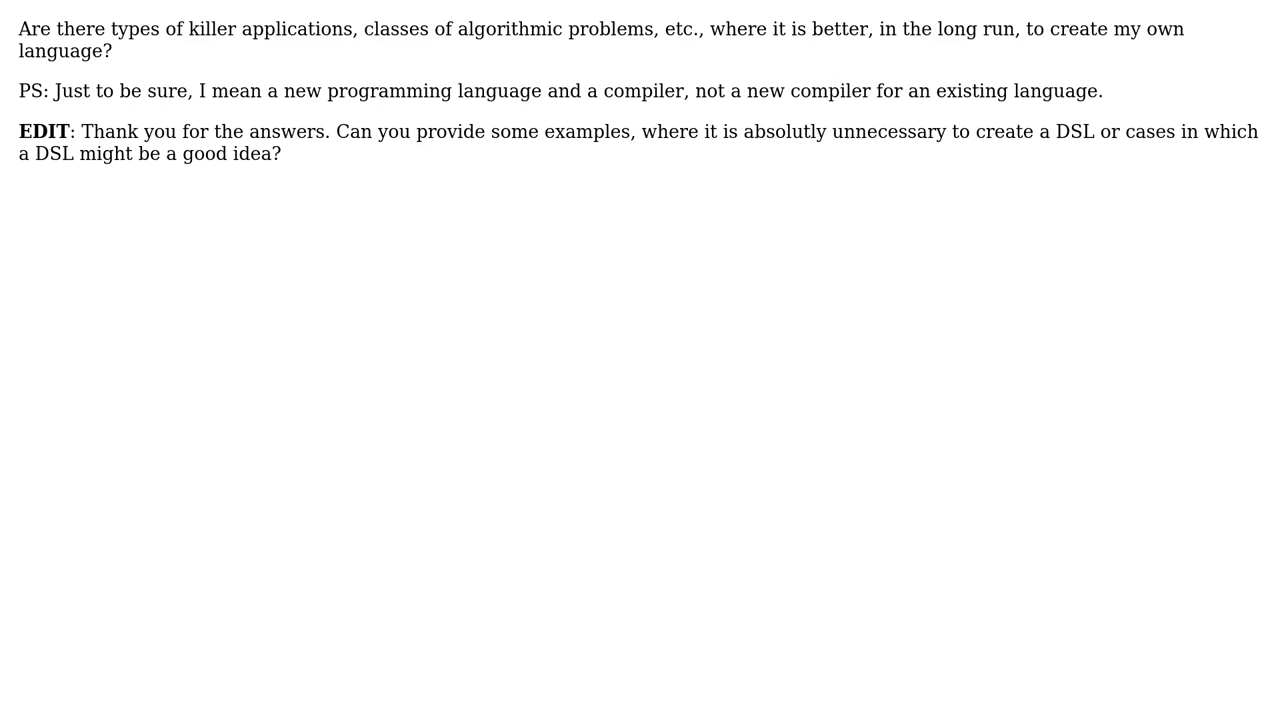 Are there types of killer applications, classes of algorithmic problems, etc., where it is better, in the long run, to create my own
language?
PS: Just to be sure, I mean a new programming language and a compiler, not a new compiler for an existing language.
EDIT: Thank you for the answers. Can you provide some examples, where it is absolutly unnecessary to create a DSL or cases in which
a DSL might be a good idea?